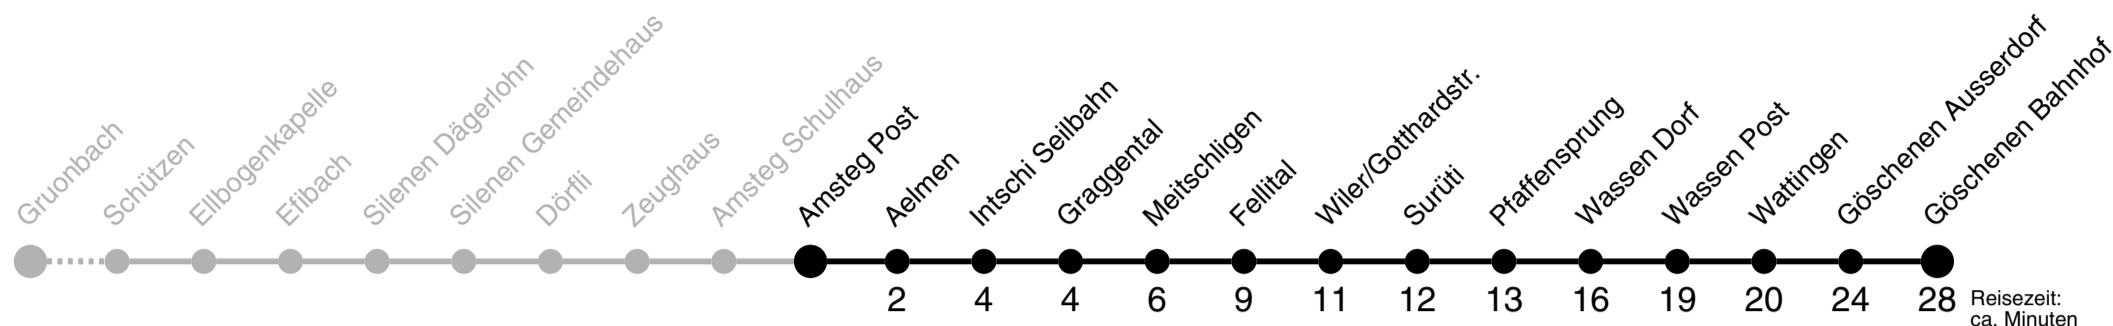 Gruonbach
Schützen
Ellbogenkapelle
Efibach
Silenen Dägerlohn
Silenen Gemeindehaus
Dörfli
Zeughaus
Amsteg Schulhaus
Amsteg Post
Aelmen
Intschi Seilbahn
Graggental
Meitschligen
Fellital
Wiler/Gotthardstr.
Surüti
Pfaffensprung
Wassen Dorf
Wassen Post
Wattingen
Göschenen Ausserdorf
Göschenen Bahnhof
2 4 4 6 9 11 12 13 16 19 20 24 28 Reisezeit:
ca. Minuten